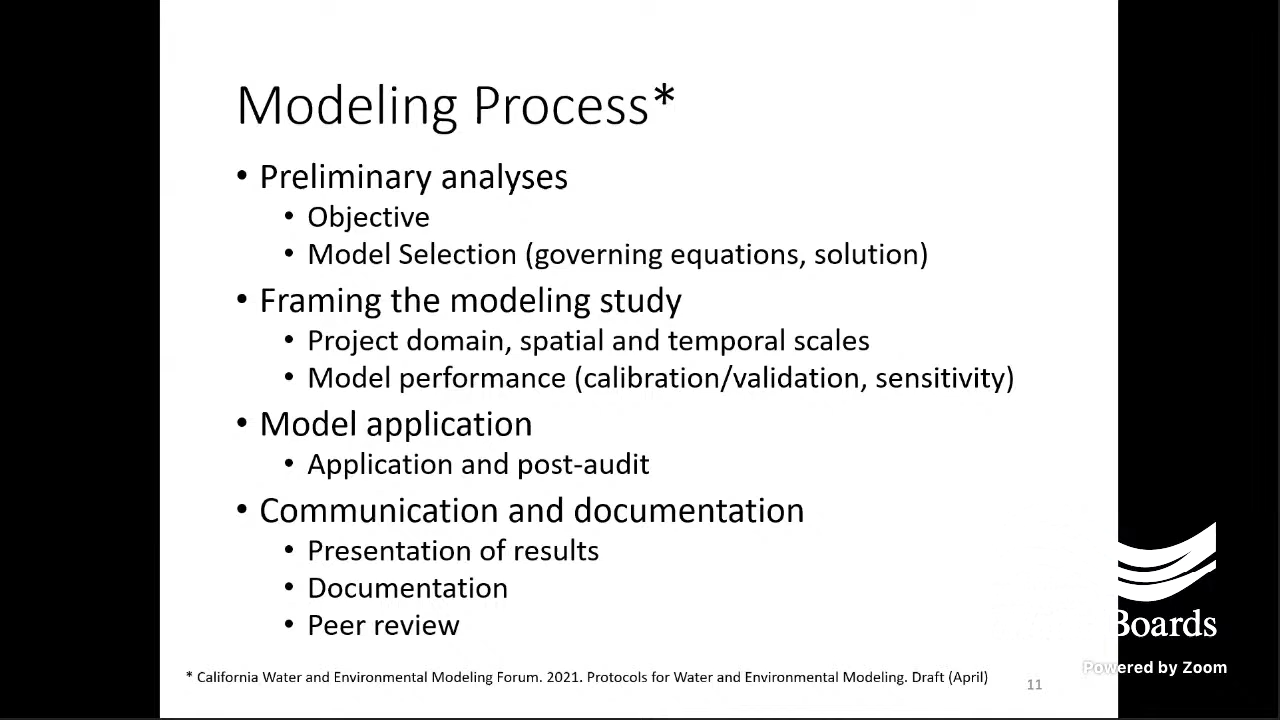 Modeling Process*
• Preliminary analyses
• Objective
• Model Selection (governing equations, solution)
• Framing the modeling study
• Project domain, spatial and temporal scales
• Model performance (calibration/validation, sensitivity)
• Model application
• Application and post-audit
• Communication and documentation
• Presentation of results
• Documentation
• Peer review
* California Water and Environmental Modeling Forum. 2021. Protocols for Water and Environmental Modeling. Draft (April)
11
Boards
Powered by Zoom